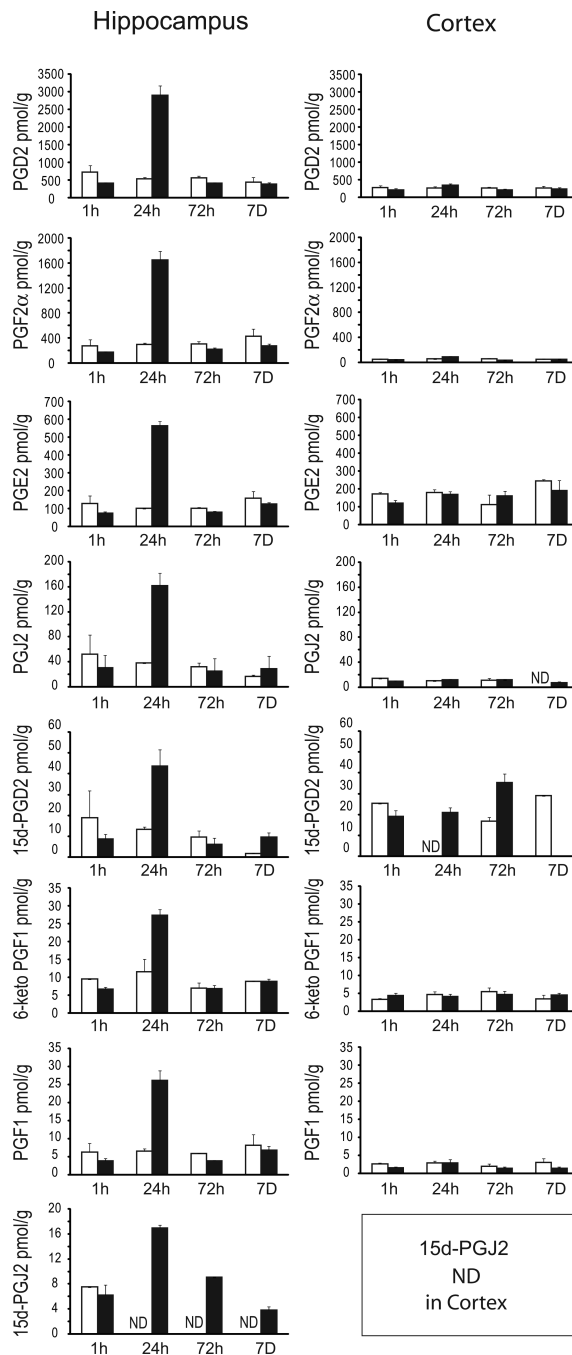 Hippocampus
Cortex
PGD2 pmol/g
3500
3000
2500
2000
1500
1000
500
0
1h 24h 72h 7D
PGD2 pmol/g
3500
3000
2500
2000
1500
1000
500
0
1h 24h 72h 7D
PGF2α pmol/g
2000
1600
1200
800
400
0
1h 24h 72h 7D
PGF2α pmol/g
2000
1600
1200
800
400
0
1h 24h 72h 7D
PGE2 pmol/g
700
600
500
400
300
200
100
0
1h 24h 72h 7D
PGE2 pmol/g
700
600
500
400
300
200
100
0
1h 24h 72h 7D
PGJ2 pmol/g
200
160
120
80
40
0
1h 24h 72h 7D
PGJ2 pmol/g
200
160
120
80
40
0
ND
1h 24h 72h 7D
15d-PGD2 pmol/g
60
50
40
30
20
10
0
1h 24h 72h 7D
15d-PGD2 pmol/g
60
50
40
30
20
10
0
ND
1h 24h 72h 7D
6-keto PGF1 pmol/g
35
30
25
20
15
10
5
0
1h 24h 72h 7D
6-keto PGF1 pmol/g
35
30
25
20
15
10
5
0
1h 24h 72h 7D
PGF1 pmol/g
35
30
25
20
15
10
5
0
1h 24h 72h 7D
PGF1 pmol/g
35
30
25
20
15
10
5
0
1h 24h 72h 7D
15d-PGJ2 pmol/g
20
16
12
8
4
0
ND ND ND
1h 24h 72h 7D
15d-PGJ2
ND
in Cortex